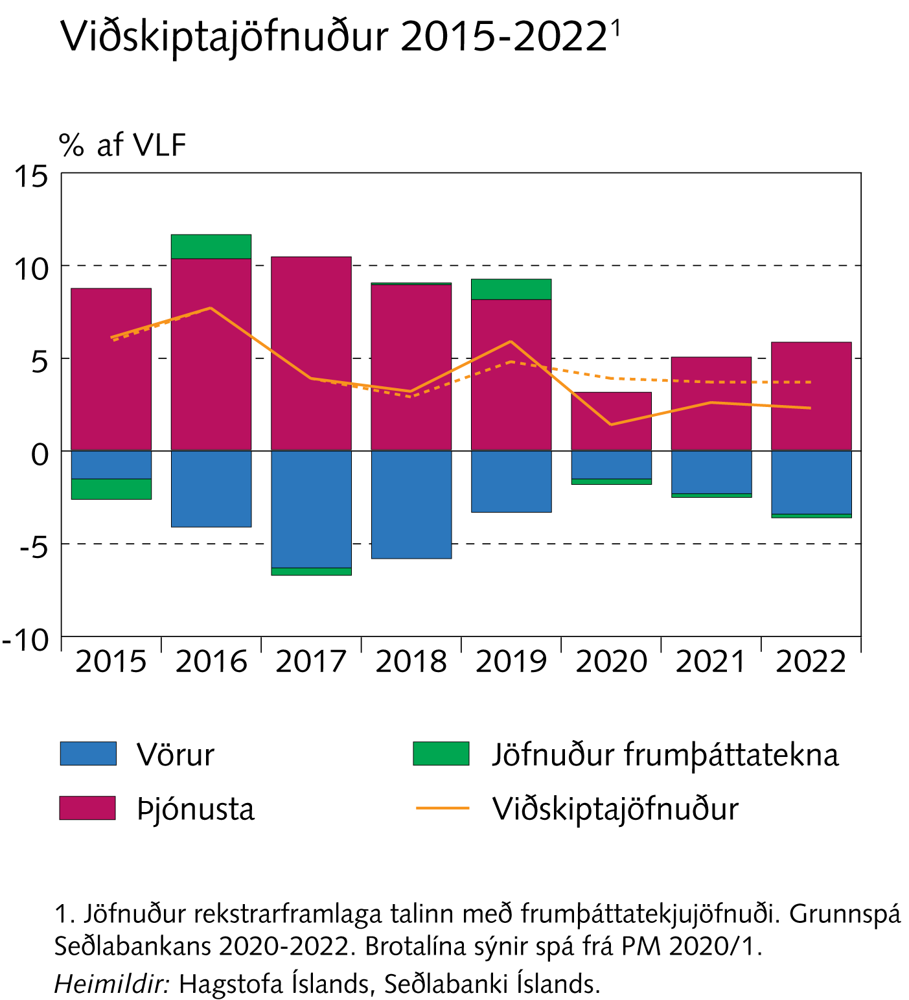 Viðskiptajöfnuður 2015-2022¹
% af VLF
15
10
5
0
-5
-10
2015 2016 2017 2018 2019 2020 2021 2022
Vörur
Jöfnuður frumþáttatekna
Þjónusta
Viðskiptajöfnuður
1. Jöfnuður rekstrarframlaga talinn með frumþáttatekjujöfnuði. Grunnspá
Seðlabankans 2020-2022. Brotalína sýnir spá frá PM 2020/1.
Heimildir: Hagstofa Íslands, Seðlabanki Íslands.